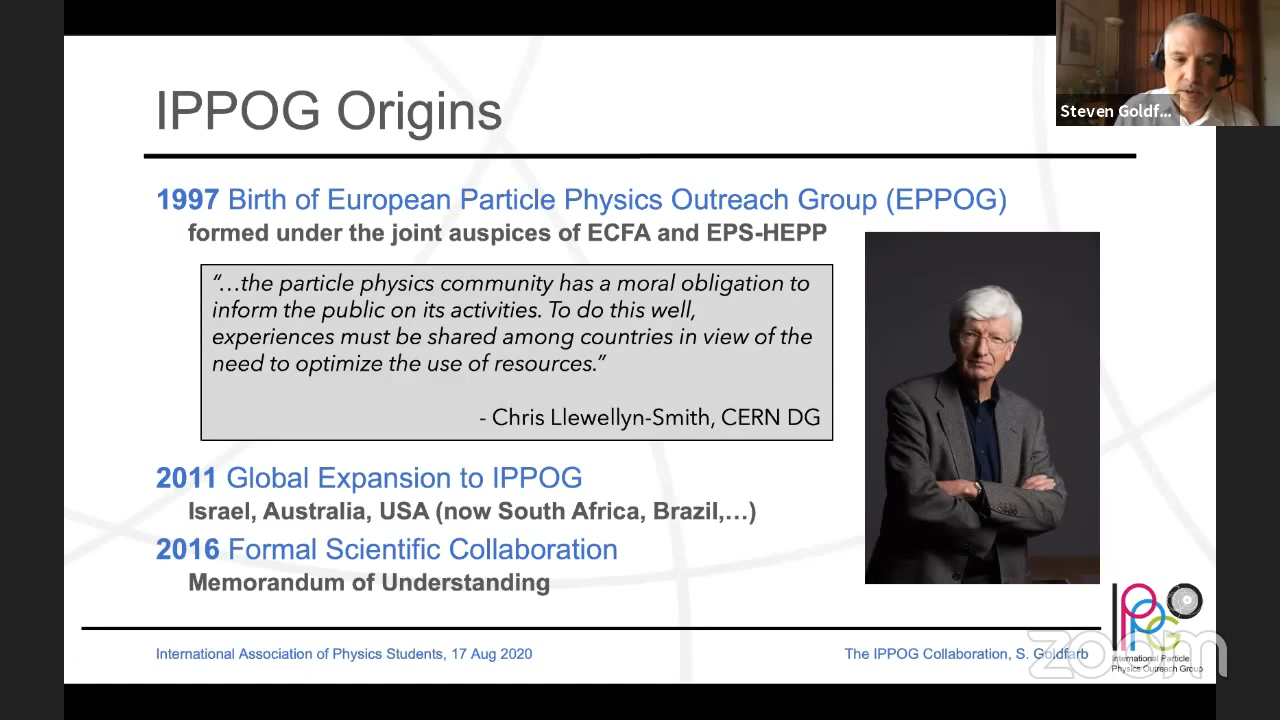 Steven Goldf...
IPPOG Origins
1997 Birth of European Particle Physics Outreach Group (EPPOG)
formed under the joint auspices of ECFA and EPS-HEPP
“...the particle physics community has a moral obligation to
inform the public on its activities. To do this well,
experiences must be shared among countries in view of the
need to optimize the use of resources.”
- Chris Llewellyn-Smith, CERN DG
2011 Global Expansion to IPPOG
Israel, Australia, USA (now South Africa, Brazil,...)
2016 Formal Scientific Collaboration
Memorandum of Understanding
International Association of Physics Students, 17 Aug 2020
The IPPOG Collaboration, S. Goldfarb
IPPOG
International Particle
Physics Outreach Group
zoom